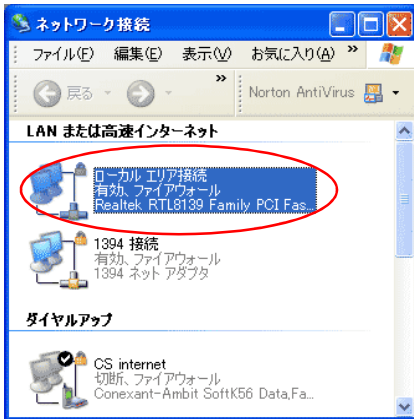 ネットワーク接続
ファイル(F) 編集(E) 表示(V) お気に入り(A) »
戻る » Norton AntiVirus
LAN または高速インターネット
ローカル エリア接続
有効、ファイアウォール
Realtek RTL8139 Family PCI Fas...
1394 接続
有効、ファイアウォール
1394 ネット アダプタ
ダイヤルアップ
CS internet
切断、ファイアウォール
Conexant-Ambit SoftK56 Data,Fa...